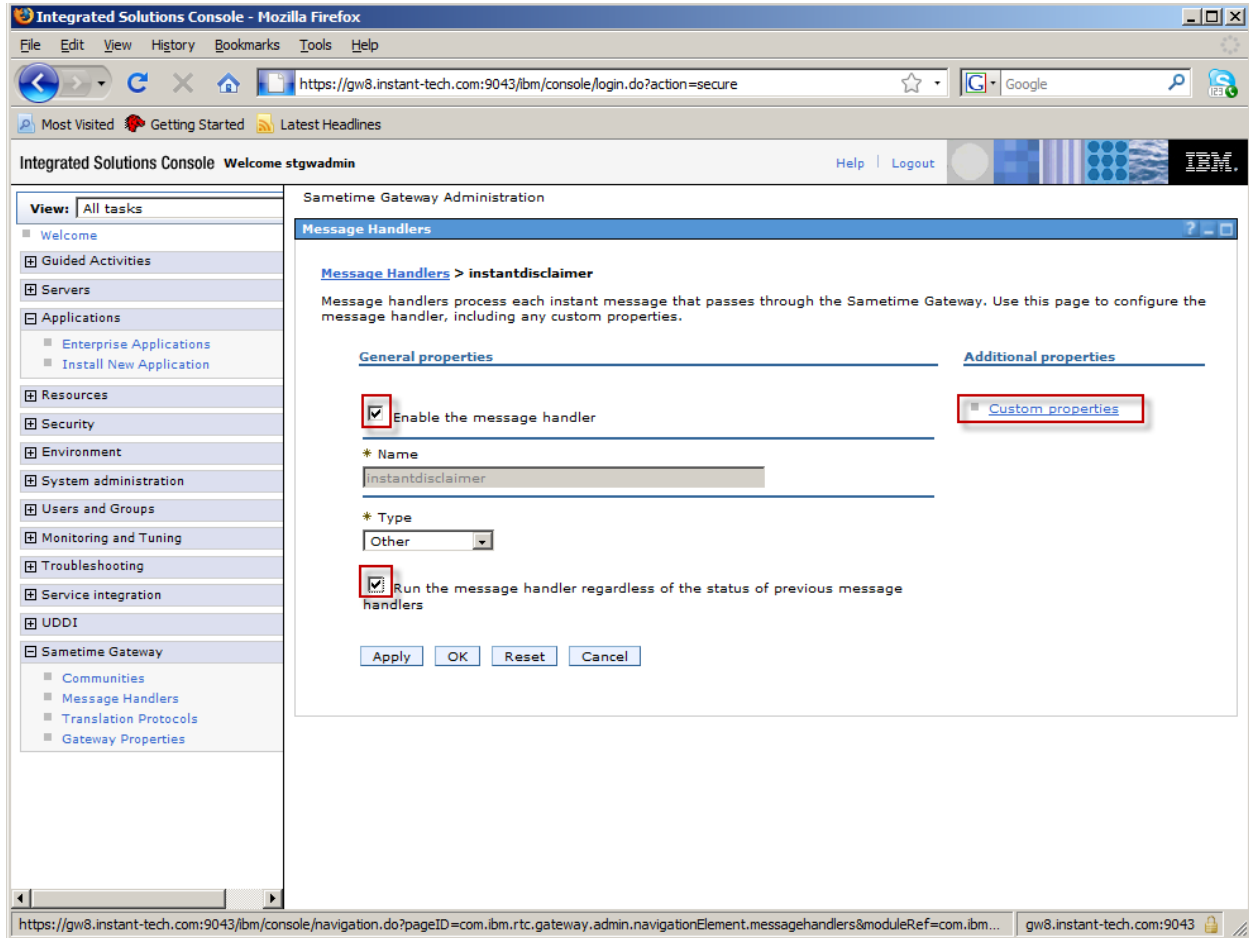 Integrated Solutions Console - Mozilla Firefox
File Edit View History Bookmarks Tools Help
https://gw8.instant-tech.com:9043/ibm/console/login.do?action=secure
G Google
123
Most Visited Getting Started Latest Headlines
Integrated Solutions Console Welcome stgwadmin
Help | Logout
IBM.
View: All tasks
Welcome
Guided Activities
Servers
Applications
Enterprise Applications
Install New Application
Resources
Security
Environment
System administration
Users and Groups
Monitoring and Tuning
Troubleshooting
Service integration
UDDI
Sametime Gateway
Communities
Message Handlers
Translation Protocols
Gateway Properties
Sametime Gateway Administration
Message Handlers
?
Message Handlers > instantdisclaimer
Message handlers process each instant message that passes through the Sametime Gateway. Use this page to configure the
message handler, including any custom properties.
General properties
Enable the message handler
* Name
instantdisclaimer
* Type
Other
Run the message handler regardless of the status of previous message
handlers
Apply OK Reset Cancel
Additional properties
Custom properties
https://gw8.instant-tech.com:9043/ibm/console/navigation.do?pageID=com.ibm.rtc.gateway.admin.navigationElement.messagehandlers&moduleRef=com.ibm...
gw8.instant-tech.com:9043